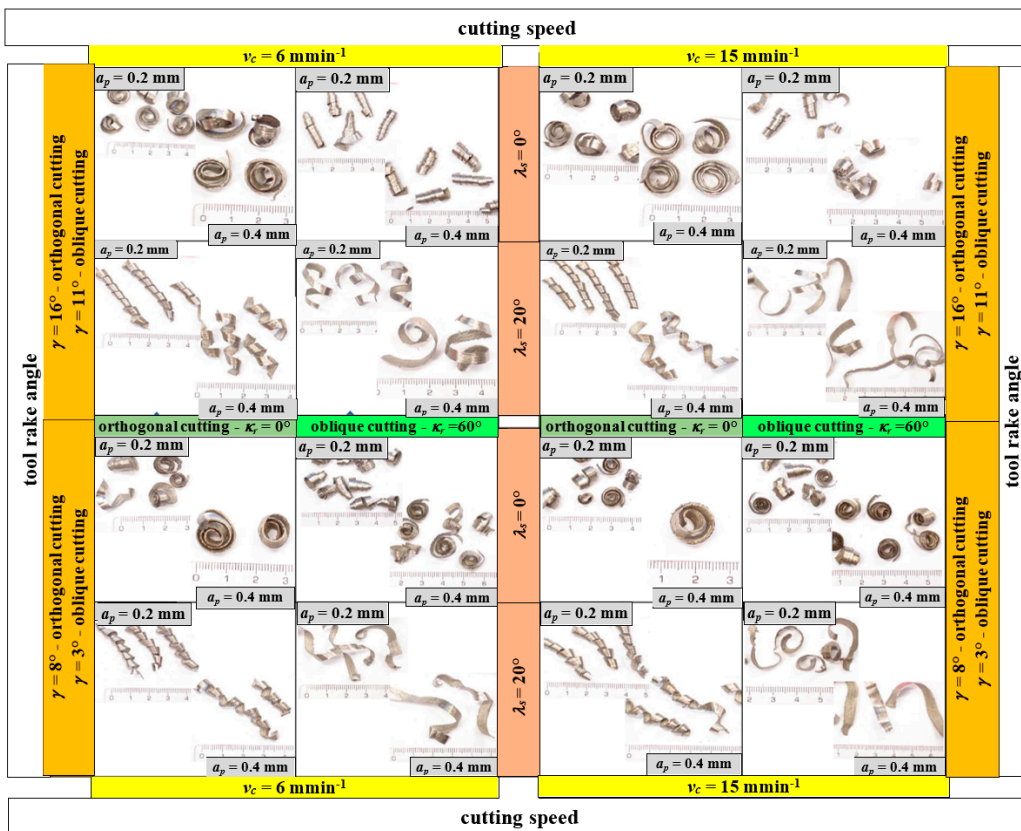 cutting speed
v_c = 6 mmin-1
v_c = 15 mmin-1
tool rake angle
γ = 16° - orthogonal cutting
γ = 11° - oblique cutting
a_p = 0.2 mm
a_p = 0.2 mm
λ_s = 0°
a_p = 0.2 mm
a_p = 0.2 mm
γ = 16° - orthogonal cutting
γ = 11° - oblique cutting
tool rake angle
a_p = 0.4 mm
a_p = 0.4 mm
a_p = 0.4 mm
a_p = 0.4 mm
a_p = 0.2 mm
a_p = 0.2 mm
λ_s = 20°
a_p = 0.2 mm
a_p = 0.2 mm
a_p = 0.4 mm
a_p = 0.4 mm
a_p = 0.4 mm
a_p = 0.4 mm
orthogonal cutting - κ_r = 0°
oblique cutting - κ_r =60°
orthogonal cutting - κ_r = 0°
oblique cutting - κ_r =60°
γ = 8° - orthogonal cutting
γ = 3° - oblique cutting
a_p = 0.2 mm
a_p = 0.2 mm
λ_s = 0°
a_p = 0.2 mm
a_p = 0.2 mm
γ = 8° - orthogonal cutting
γ = 3° - oblique cutting
a_p = 0.4 mm
a_p = 0.4 mm
a_p = 0.4 mm
a_p = 0.4 mm
a_p = 0.2 mm
a_p = 0.2 mm
λ_s = 20°
a_p = 0.2 mm
a_p = 0.2 mm
a_p = 0.4 mm
a_p = 0.4 mm
a_p = 0.4 mm
a_p = 0.4 mm
v_c = 6 mmin-1
v_c = 15 mmin-1
cutting speed